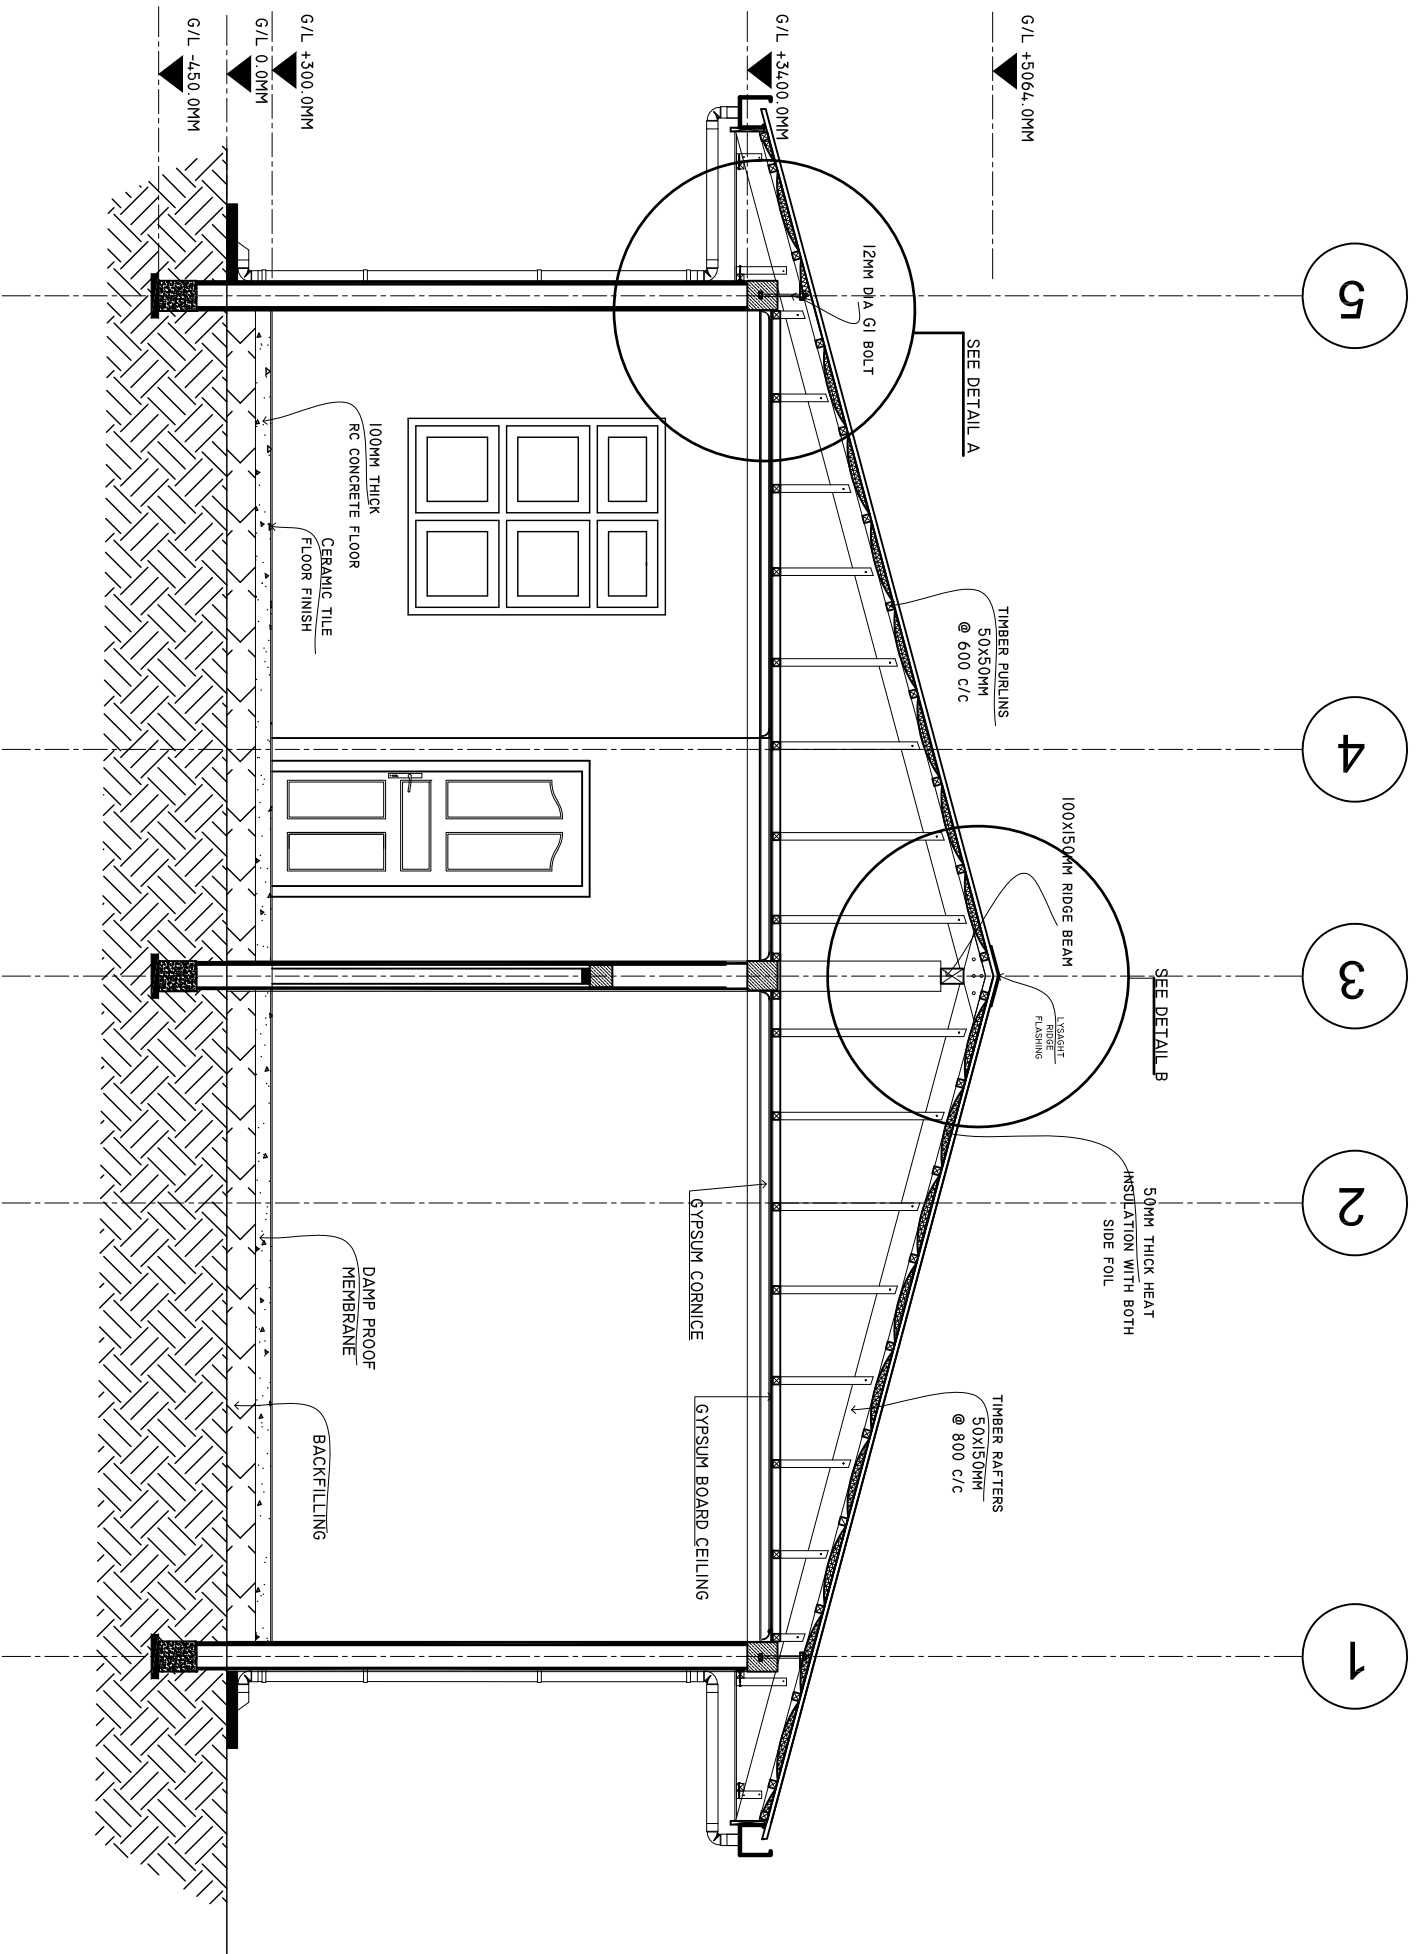 5
4
3
2
1
SEE DETAIL B
SEE DETAIL A
G/L +5064.0MM
G/L +3400.0MM
G/L +300.0MM
G/L 0.0MM
G/L -450.0MM
12MM DIA GI BOLT
TIMBER PURLINS
50x50MM
@ 600 C/C
100x150MM RIDGE BEAM
LYSAGHT
RIDGE
FLASHING
50MM THICK HEAT
INSULATION WITH BOTH
SIDE FOIL
TIMBER RAFTERS
50x150MM
@ 800 C/C
GYPSUM CORNICE
GYPSUM BOARD CEILING
100MM THICK
RC CONCRETE FLOOR
CERAMIC TILE
FLOOR FINISH
DAMP PROOF
MEMBRANE
BACKFILLING